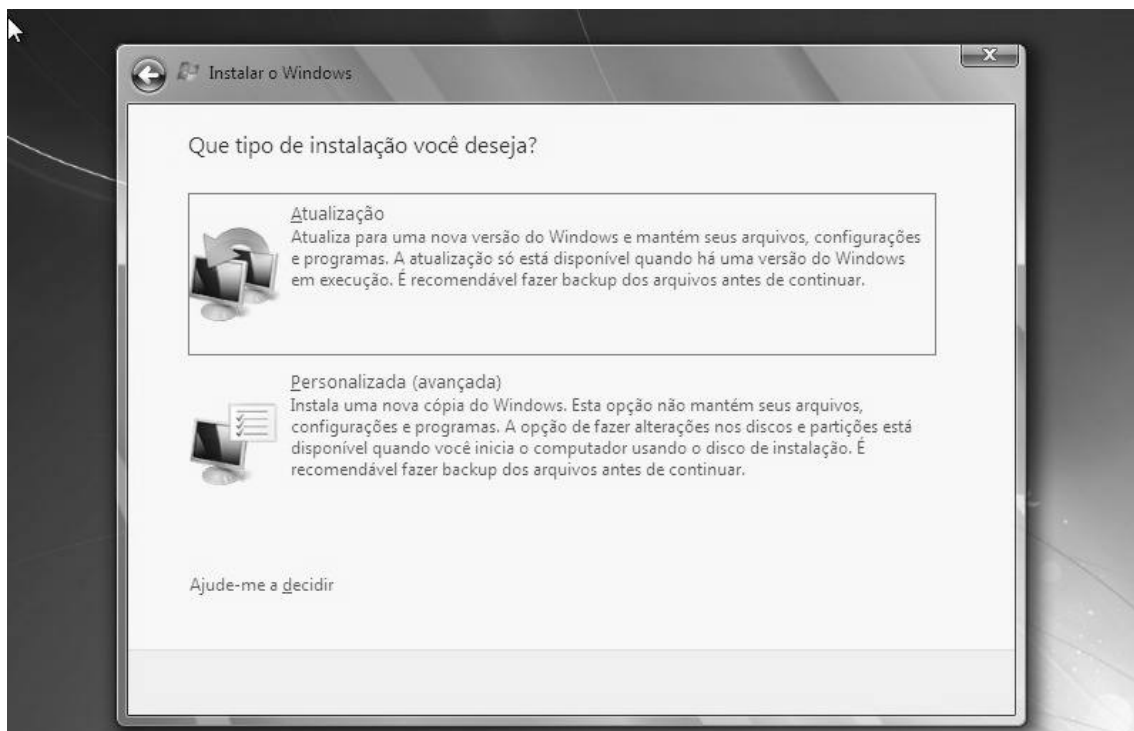 Instalar o Windows
Que tipo de instalação você deseja?
Atualização
Atualiza para uma nova versão do Windows e mantém seus arquivos, configurações
e programas. A atualização só está disponível quando há uma versão do Windows
em execução. É recomendável fazer backup dos arquivos antes de continuar.
Personalizada (avançada)
Instala uma nova cópia do Windows. Esta opção não mantém seus arquivos,
configurações e programas. A opção de fazer alterações nos discos e partições está
disponível quando você inicia o computador usando o disco de instalação. É
recomendável fazer backup dos arquivos antes de continuar.
Ajude-me a decidir